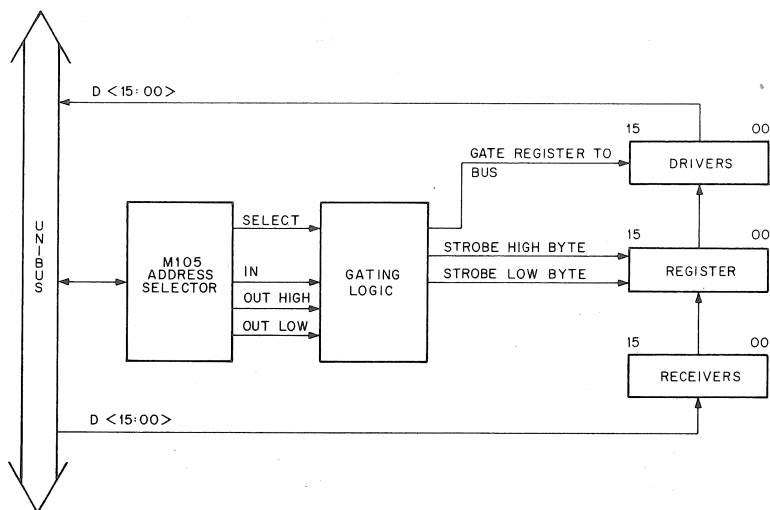 D <15:00>
15 00
GATE REGISTER TO
BUS
DRIVERS
UNIBUS
M105
ADDRESS
SELECTOR
SELECT
IN
OUT HIGH
OUT LOW
GATING
LOGIC
STROBE HIGH BYTE
STROBE LOW BYTE
15 00
REGISTER
15 00
RECEIVERS
D <15:00>